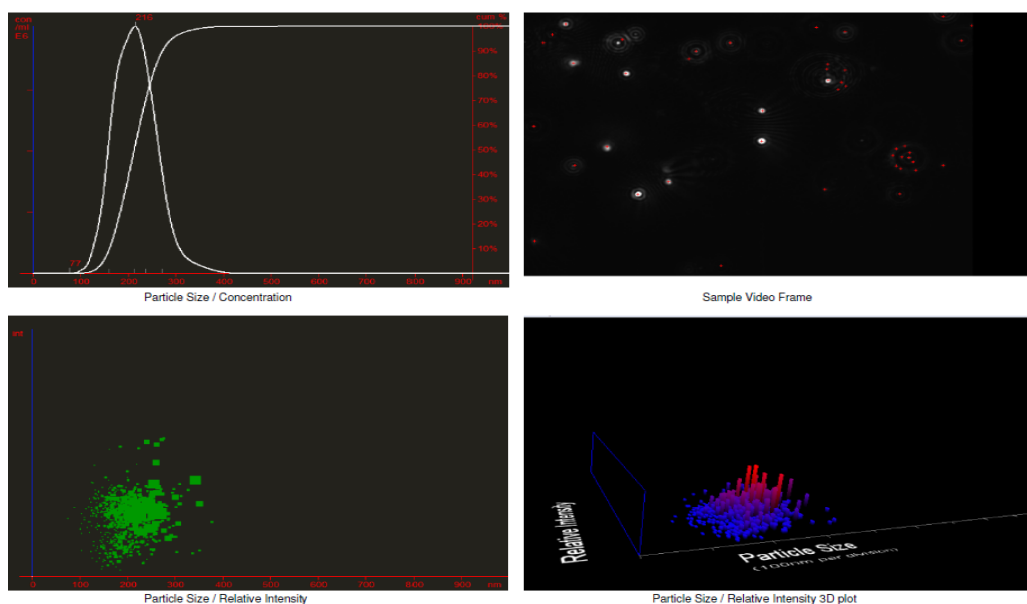 con
/ml
E6
216
cum %
100%
90%
80%
70%
60%
50%
40%
30%
20%
10%
77
0 100 200 300 400 500 600 700 800 900 nm
Particle Size / Concentration
Sample Video Frame
int
0 100 200 300 400 500 600 700 800 900 nm
Particle Size / Relative Intensity
Relative Intensity
Particle Size
(100nm per division)
Particle Size / Relative Intensity 3D plot